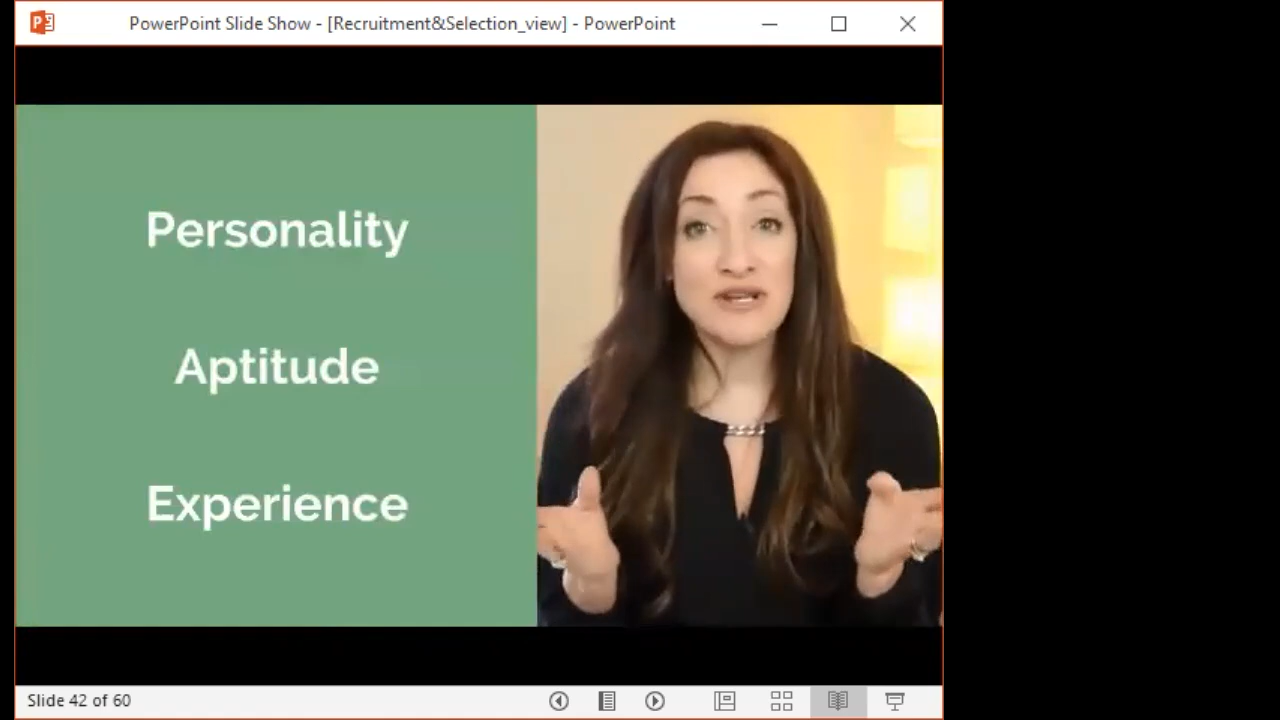 PowerPoint Slide Show - [Recruitment&Selection_view] - PowerPoint
Personality
Aptitude
Experience
Slide 42 of 60